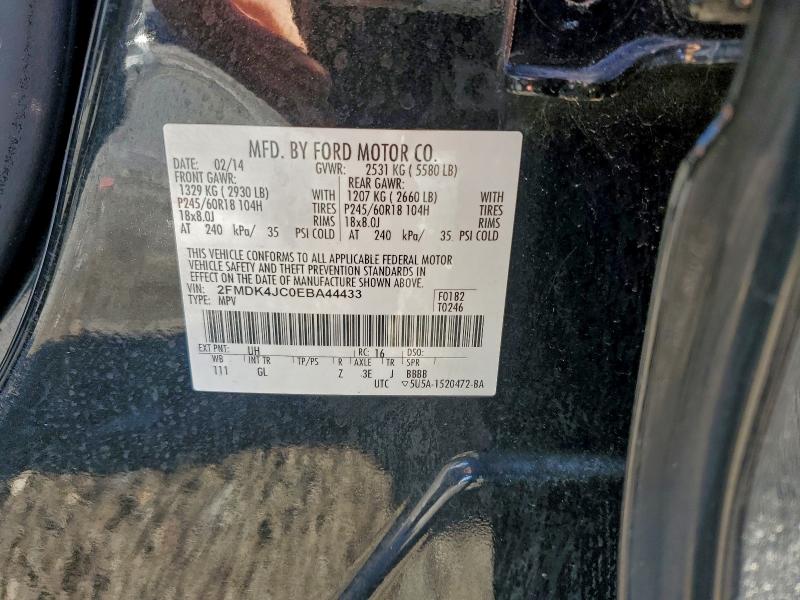 MFD. BY FORD MOTOR CO.
DATE: 02/14 GVWR: 2531 KG ( 5580 LB)
FRONT GAWR: REAR GAWR:
1329 KG ( 2930 LB) WITH 1207 KG ( 2660 LB) WITH
P245/60R18 104H TIRES P245/60R18 104H TIRES
18x8.0J RIMS 18x8.0J RIMS
AT 240 kPa/ 35 PSI COLD AT 240 kPa/ 35 PSI COLD
THIS VEHICLE CONFORMS TO ALL APPLICABLE FEDERAL MOTOR
VEHICLE SAFETY AND THEFT PREVENTION STANDARDS IN
EFFECT ON THE DATE OF MANUFACTURE SHOWN ABOVE.
VIN: 2FMDK4JC0EBA44433 F0182
TYPE: MPV T0246
EXT PNT: UH RC: 16 DSO:
WB INT TR TP/PS R AXLE TR SPR
111 GL Z 3E J BBBB
UTC ▽5U5A-1520472-BA